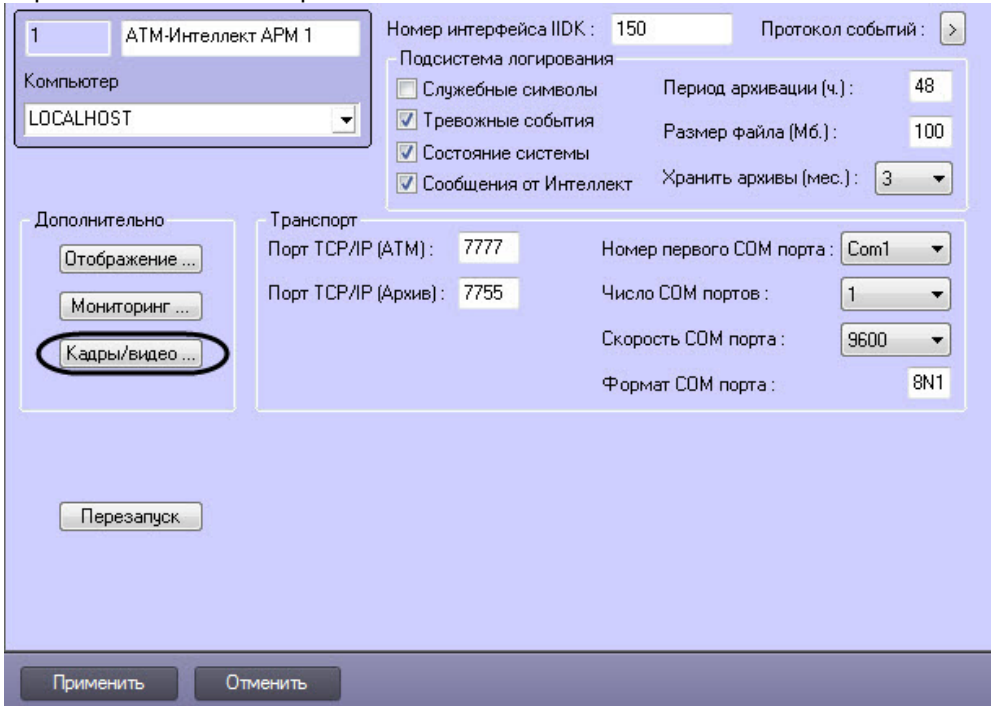 1 АТМ-Интеллект АРМ 1
Компьютер
LOCALHOST
Номер интерфейса IIDK : 150 Протокол событий : >
Подсистема логирования
Служебные символы
Тревожные события
Состояние системы
Сообщения от Интеллект
Период архивации (ч.) : 48
Размер файла (Мб.) : 100
Хранить архивы (мес.) : 3
Дополнительно
Отображение ...
Мониторинг ...
Кадры/видео ...
Транспорт
Порт TCP/IP (АТМ) : 7777
Порт TCP/IP (Архив) : 7755
Номер первого COM порта : Com1
Число COM портов : 1
Скорость COM порта : 9600
Формат COM порта : 8N1
Перезапуск
Применить Отменить